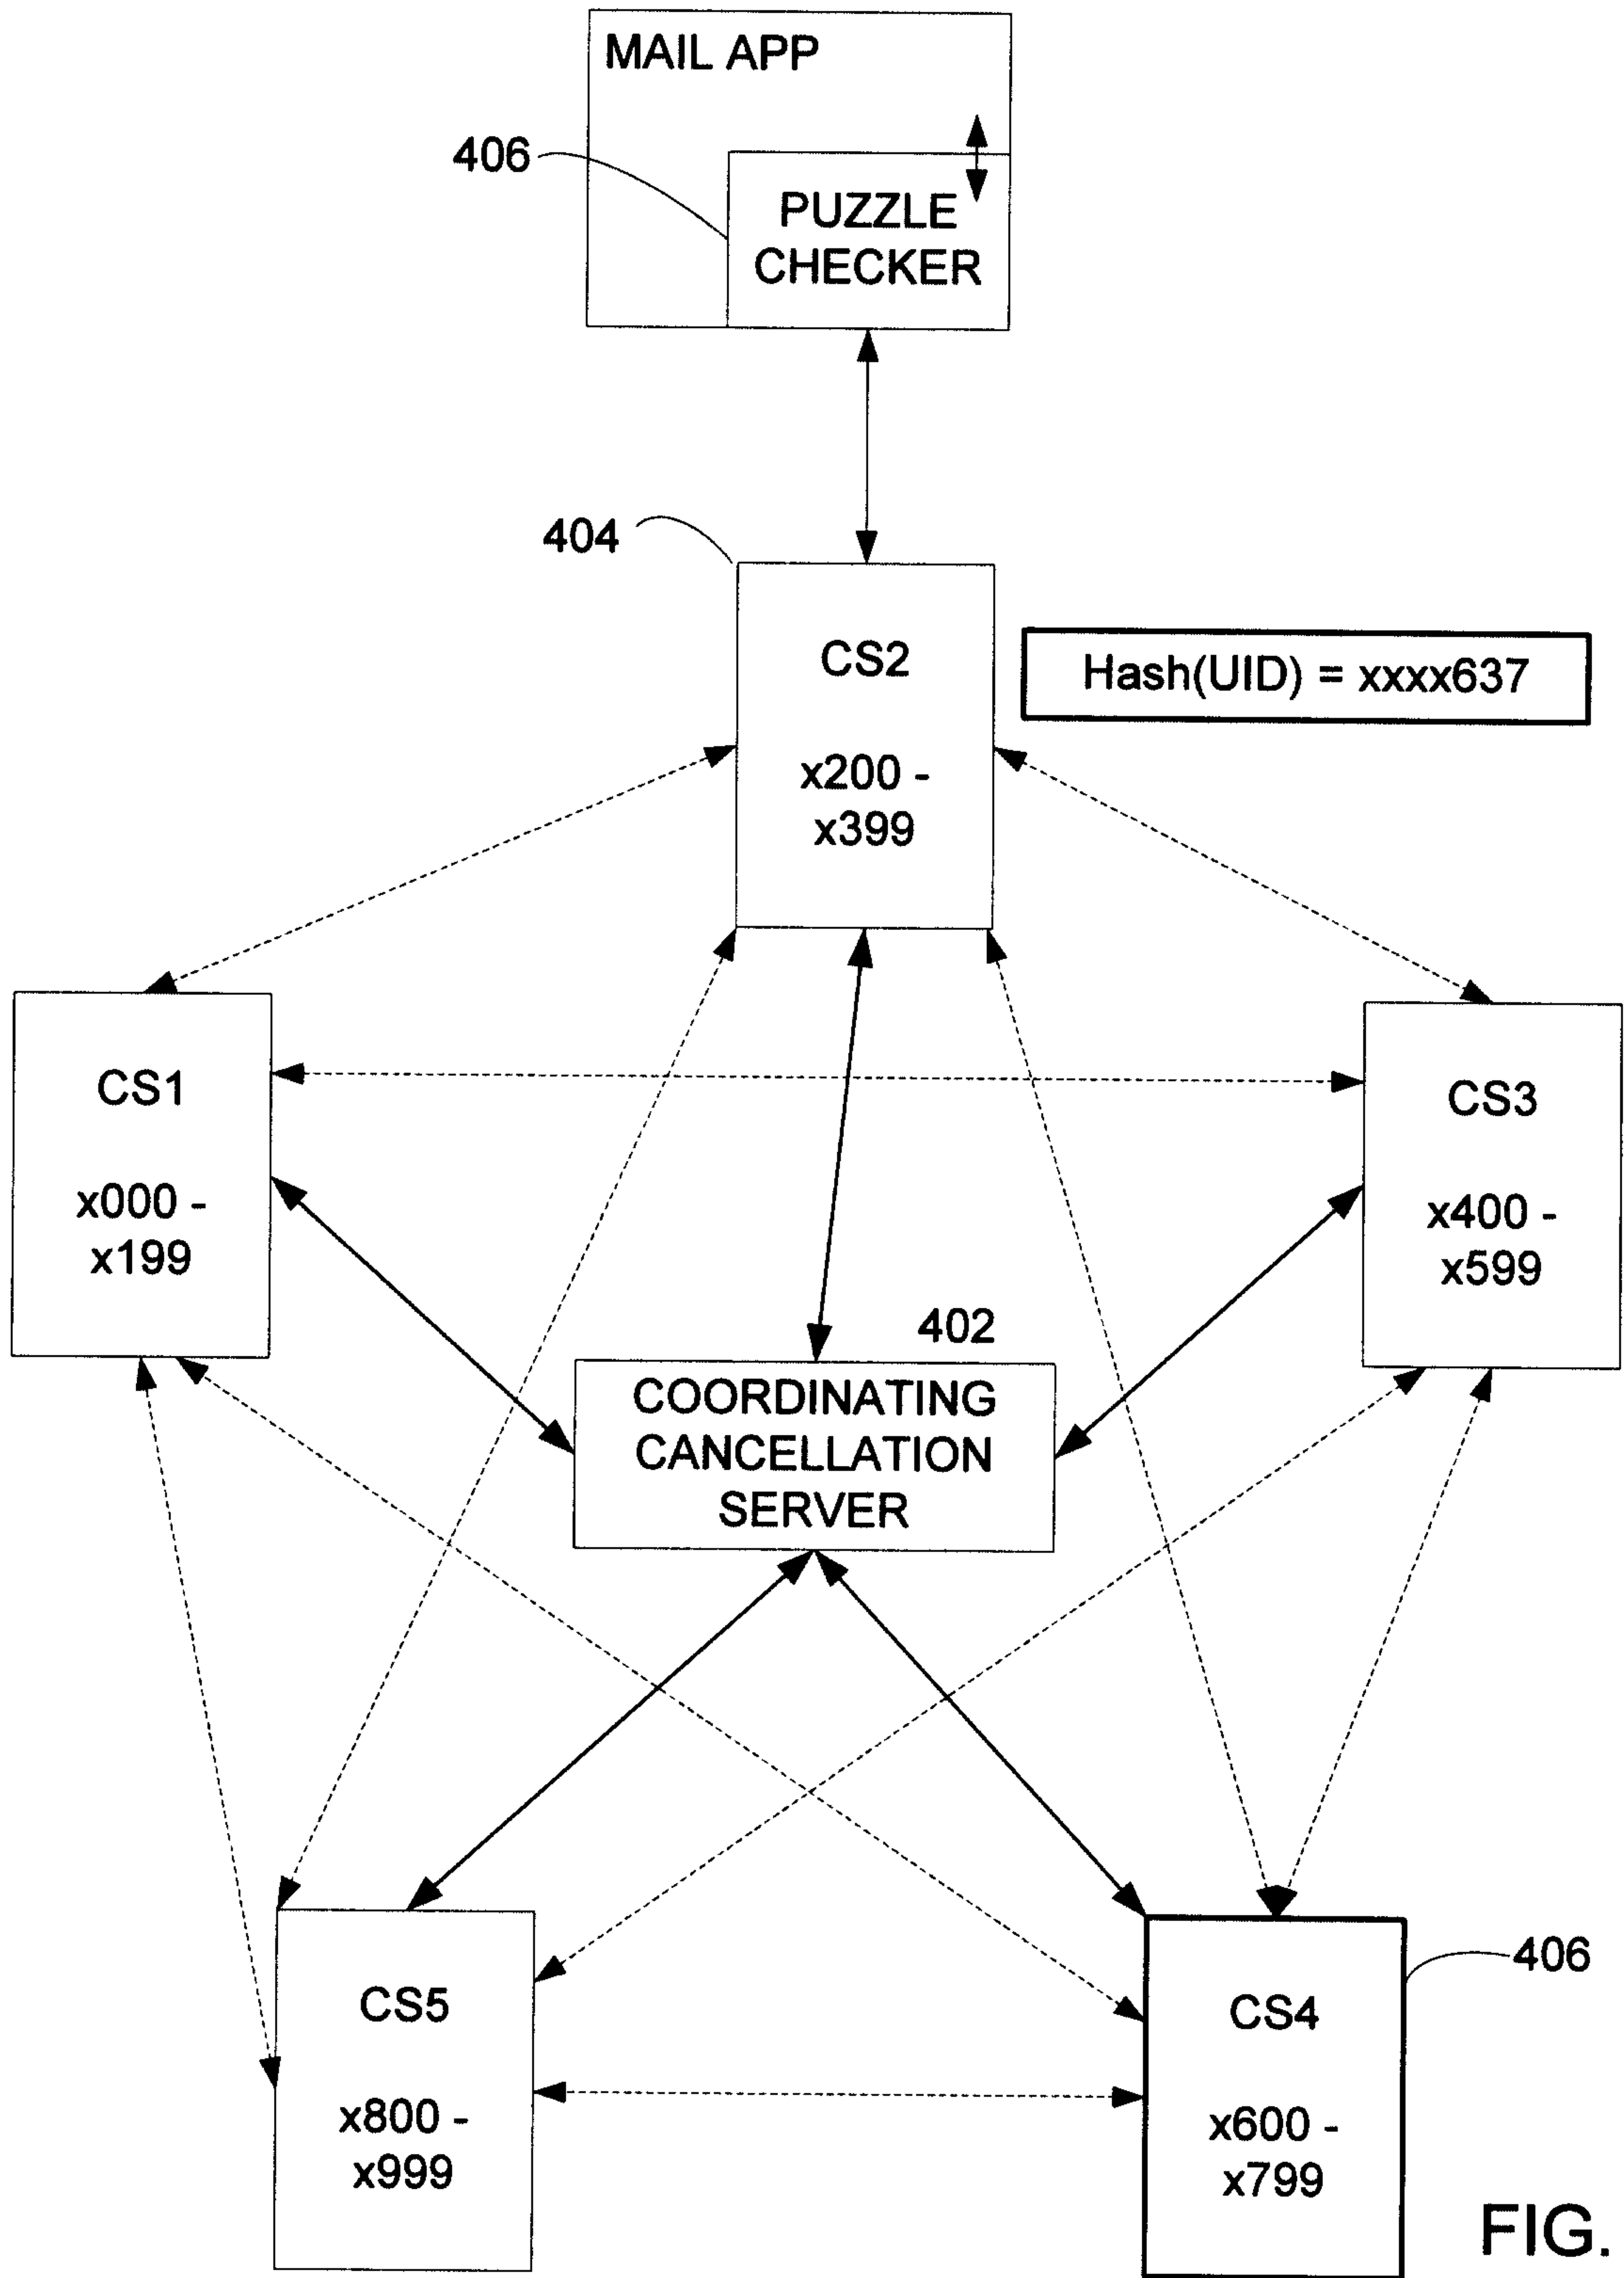 MAIL APP
406
PUZZLE
CHECKER
404
CS2
Hash(UID) = xxxx637
x200 -
x399
CS1
CS3
x000 -
x199
x400 -
x599
402
COORDINATING
CANCELLATION
SERVER
406
CS5
CS4
x800 -
x999
x600 -
x799
FIG.